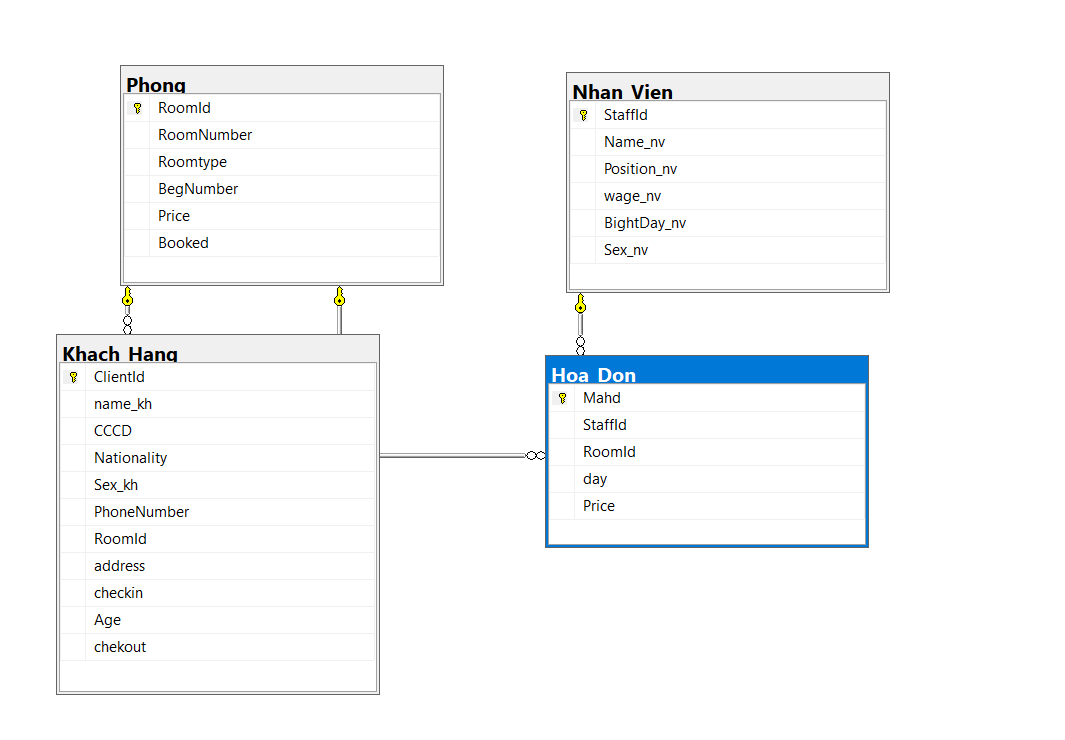 Phong
RoomId
RoomNumber
Roomtype
BegNumber
Price
Booked
Nhan_Vien
StaffId
Name_nv
Position_nv
wage_nv
BightDay_nv
Sex_nv
Khach_Hang
ClientId
name_kh
CCCD
Nationality
Sex_kh
PhoneNumber
RoomId
address
checkin
Age
chekout
Hoa_Don
Mahd
StaffId
RoomId
day
Price